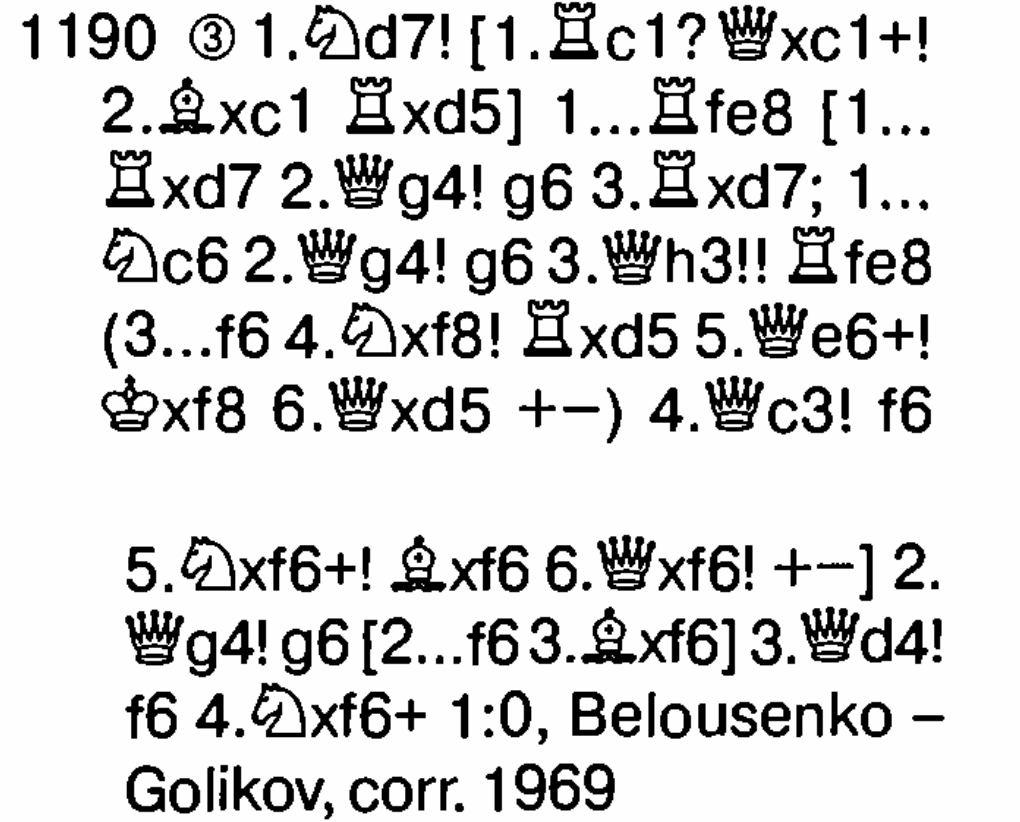 1190 ③ 1.♘d7! [1.♖c1? ♕xc1+!
2.♗xc1 ♖xd5] 1...♖fe8 [1...
♖xd7 2.♕g4! g6 3.♖xd7; 1...
♘c6 2.♕g4! g6 3.♕h3!! ♖fe8
(3...f6 4.♘xf8! ♖xd5 5.♕e6+!
♔xf8 6.♕xd5 +−) 4.♕c3! f6
5.♘xf6+! ♗xf6 6.♕xf6! +−] 2.
♕g4! g6 [2...f6 3.♗xf6] 3.♕d4!
f6 4.♘xf6+ 1:0, Belousenko –
Golikov, corr. 1969